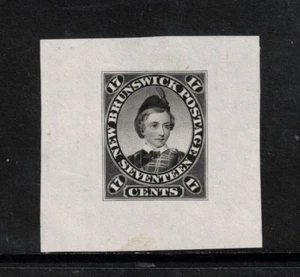 17 17
NEW BRUNSWICK POSTAGE
SEVENTEEN
17 CENTS 17